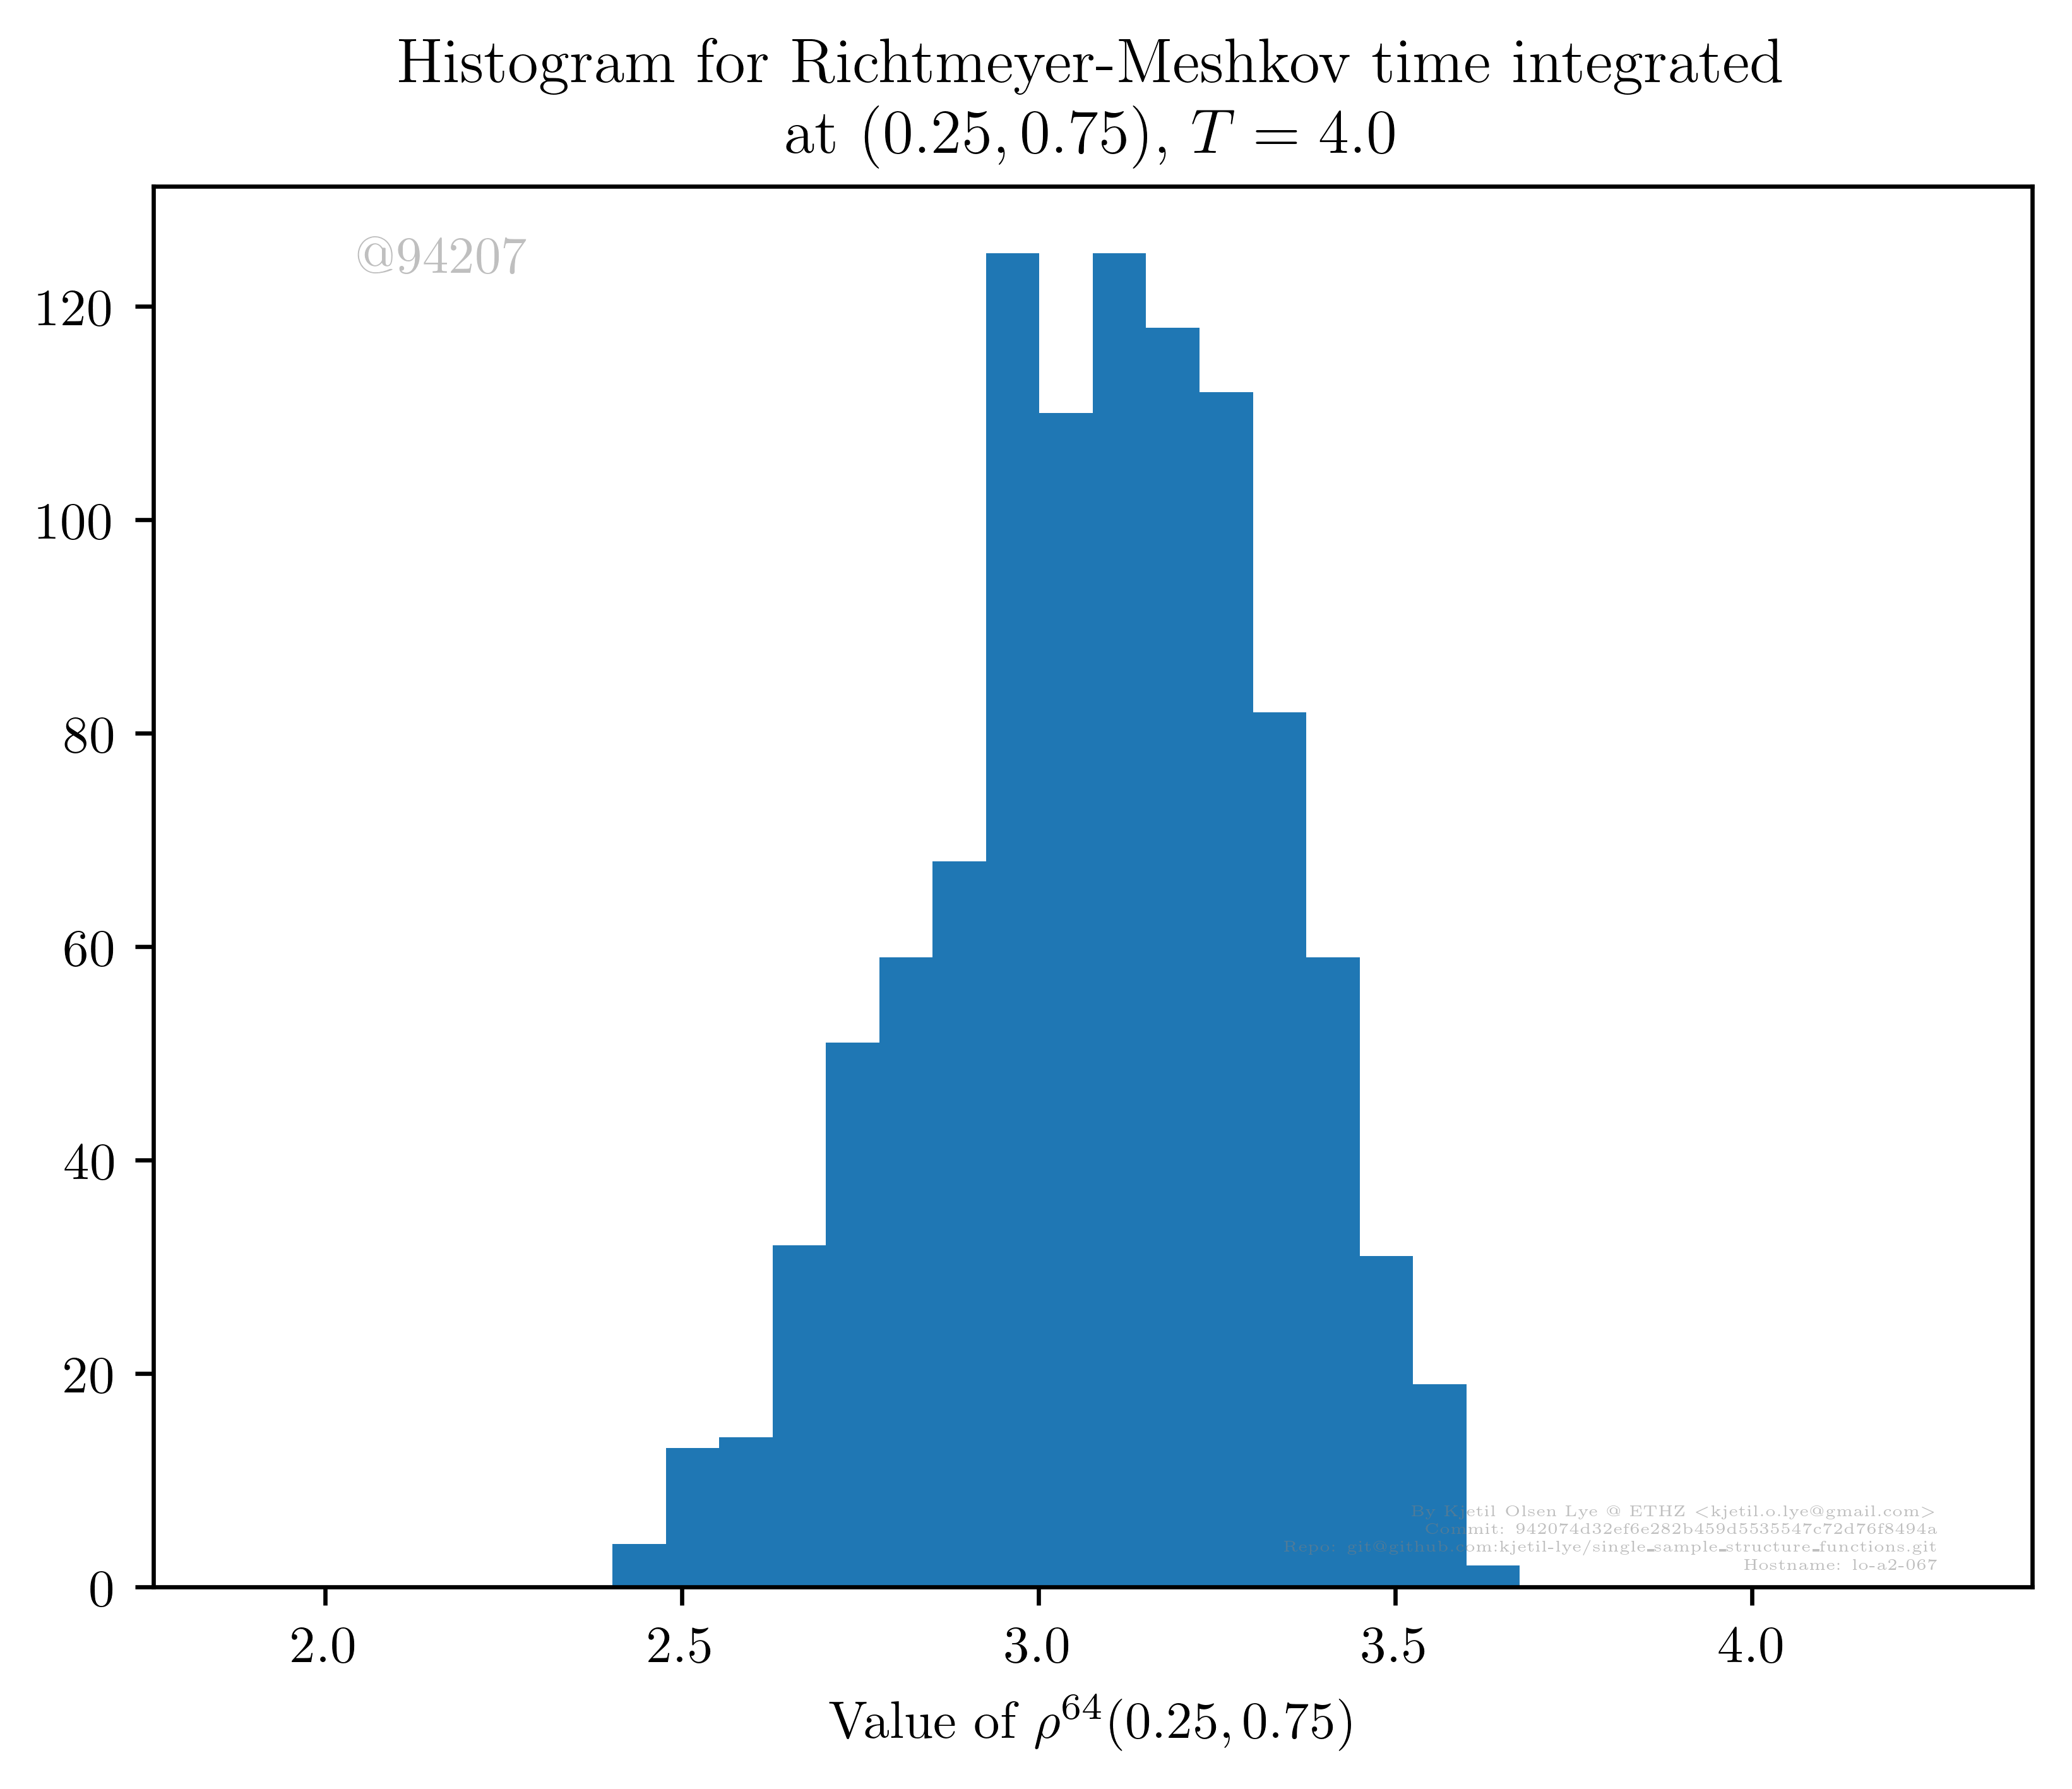 Histogram for Richtmeyer-Meshkov time integrated
at (0.25, 0.75), T = 4.0
@94207
120
100
80
60
40
20
0
By Kjetil Olsen Lye @ ETHZ <kjetil.o.lye@gmail.com>
Commit: 942074d32ef6e282b459d5535547c72d76f8494a
Repo: git@github.com:kjetil-lye/single_sample_structure_functions.git
Hostname: lo-a2-067
2.0 2.5 3.0 3.5 4.0
Value of ρ⁶⁴(0.25, 0.75)